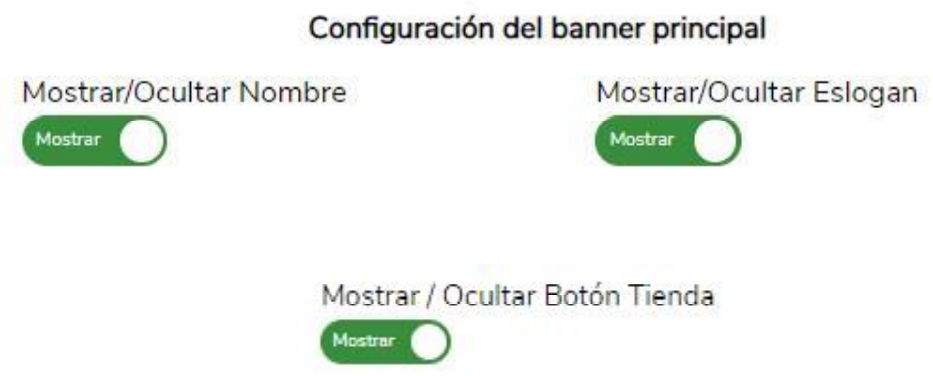 Configuración del banner principal
Mostrar/Ocultar Nombre
Mostrar/Ocultar Eslogan
Mostrar
Mostrar
Mostrar / Ocultar Botón Tienda
Mostrar